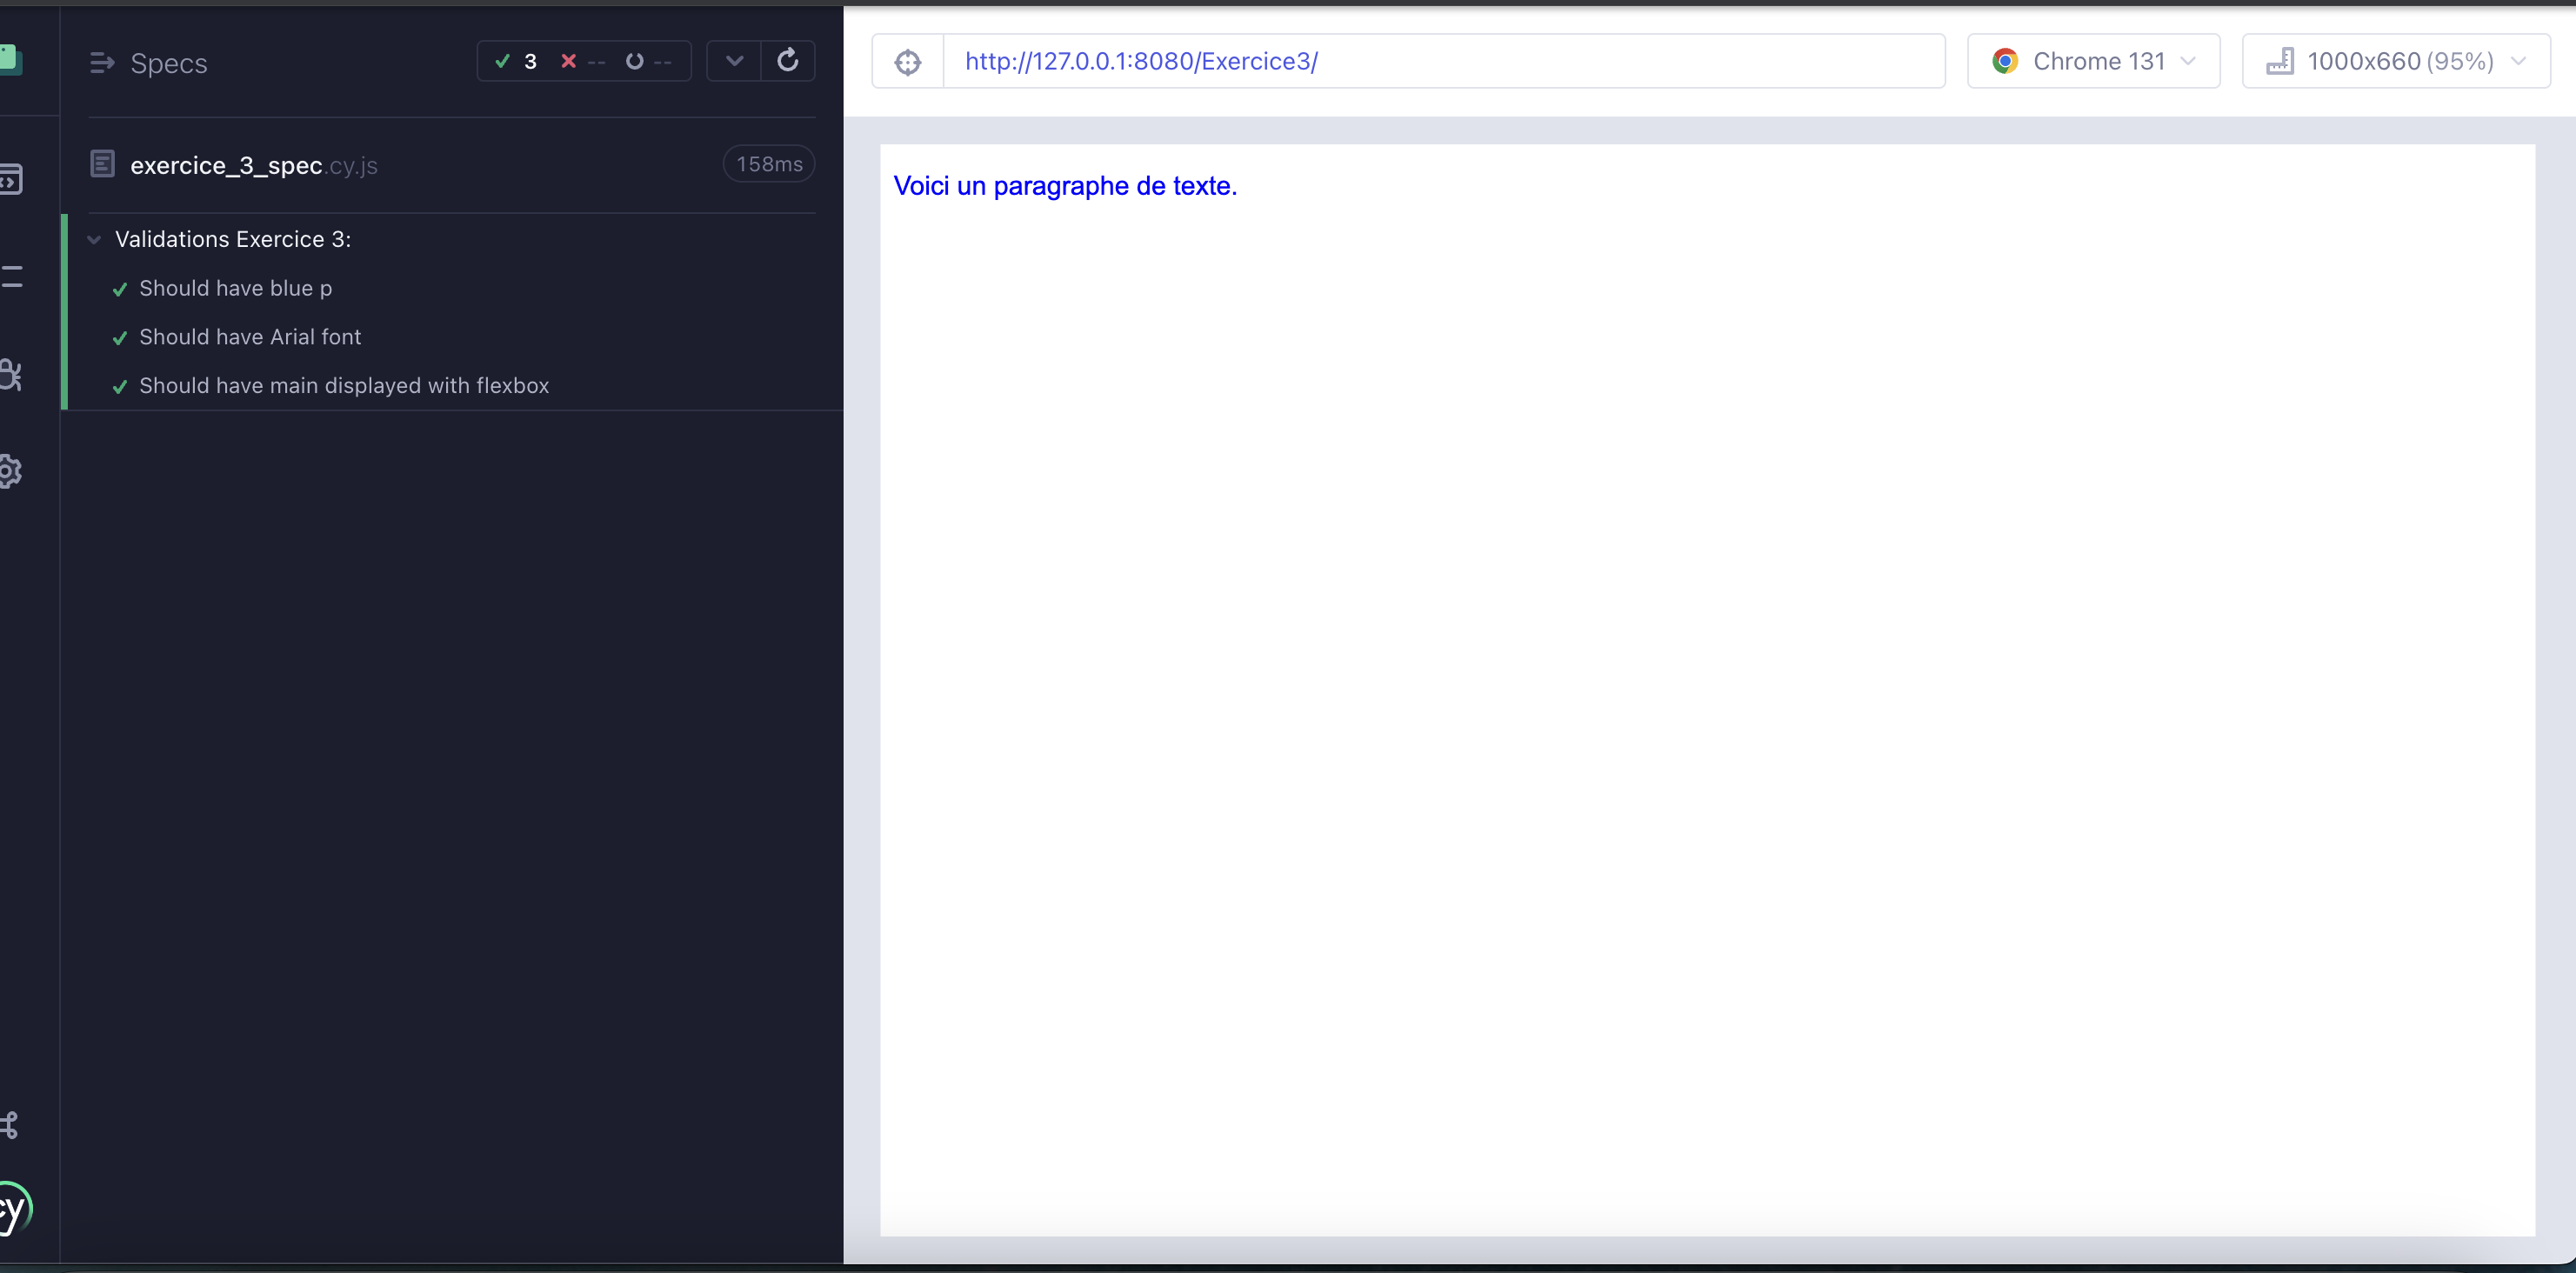 Specs
3 -- --
exercice_3_spec.cy.js
158ms
Validations Exercice 3:
Should have blue p
Should have Arial font
Should have main displayed with flexbox
cy
http://127.0.0.1:8080/Exercice3/
Chrome 131
1000x660 (95%)
Voici un paragraphe de texte.